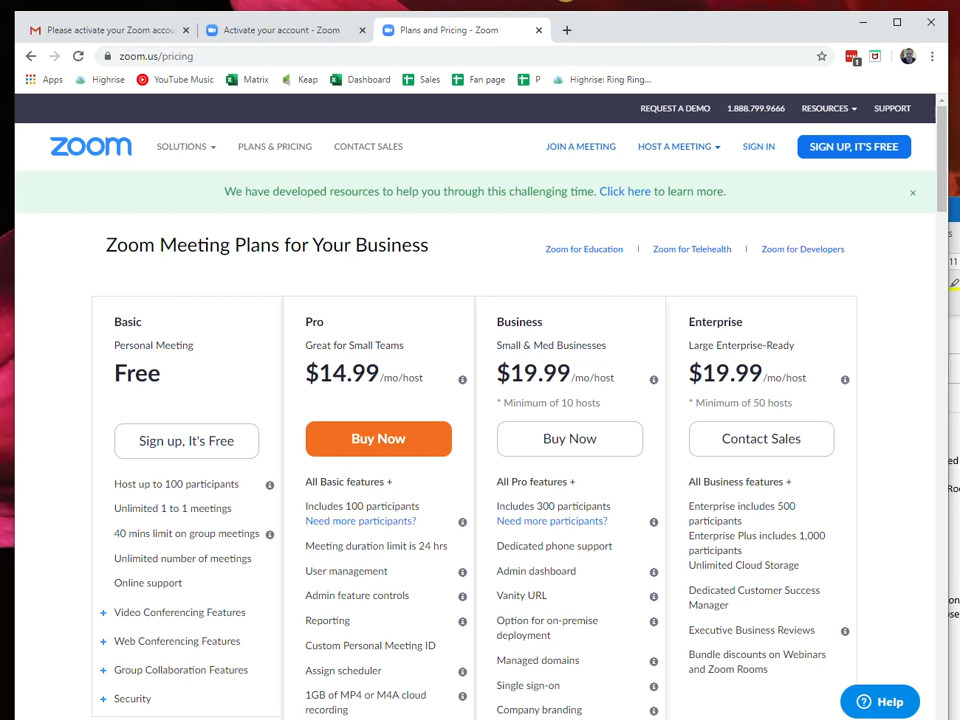 Please activate your Zoom accou
Activate your account - Zoom
Plans and Pricing - Zoom
zoom.us/pricing
1
Apps
Highrise
YouTube Music
Matrix
Keap
Dashboard
Sales
Fan page
P
Highrise: Ring Ring...
REQUEST A DEMO 1.888.799.9666 RESOURCES SUPPORT
zoom SOLUTIONS PLANS & PRICING CONTACT SALES JOIN A MEETING HOST A MEETING SIGN IN SIGN UP, IT'S FREE
We have developed resources to help you through this challenging time. Click here to learn more.
Zoom Meeting Plans for Your Business
Zoom for Education | Zoom for Telehealth | Zoom for Developers
Basic
Personal Meeting
Free
Sign up, It's Free
Host up to 100 participants
Unlimited 1 to 1 meetings
40 mins limit on group meetings
Unlimited number of meetings
Online support
+ Video Conferencing Features
+ Web Conferencing Features
+ Group Collaboration Features
+ Security
Pro
Great for Small Teams
$14.99/mo/host
Buy Now
All Basic features +
Includes 100 participants
Need more participants?
Meeting duration limit is 24 hrs
User management
Admin feature controls
Reporting
Custom Personal Meeting ID
Assign scheduler
1GB of MP4 or M4A cloud
recording
Business
Small & Med Businesses
$19.99/mo/host
* Minimum of 10 hosts
Buy Now
All Pro features +
Includes 300 participants
Need more participants?
Dedicated phone support
Admin dashboard
Vanity URL
Option for on-premise
deployment
Managed domains
Single sign-on
Company branding
Enterprise
Large Enterprise-Ready
$19.99/mo/host
* Minimum of 50 hosts
Contact Sales
All Business features +
Enterprise includes 500
participants
Enterprise Plus includes 1,000
participants
Unlimited Cloud Storage
Dedicated Customer Success
Manager
Executive Business Reviews
Bundle discounts on Webinars
and Zoom Rooms
Help
11